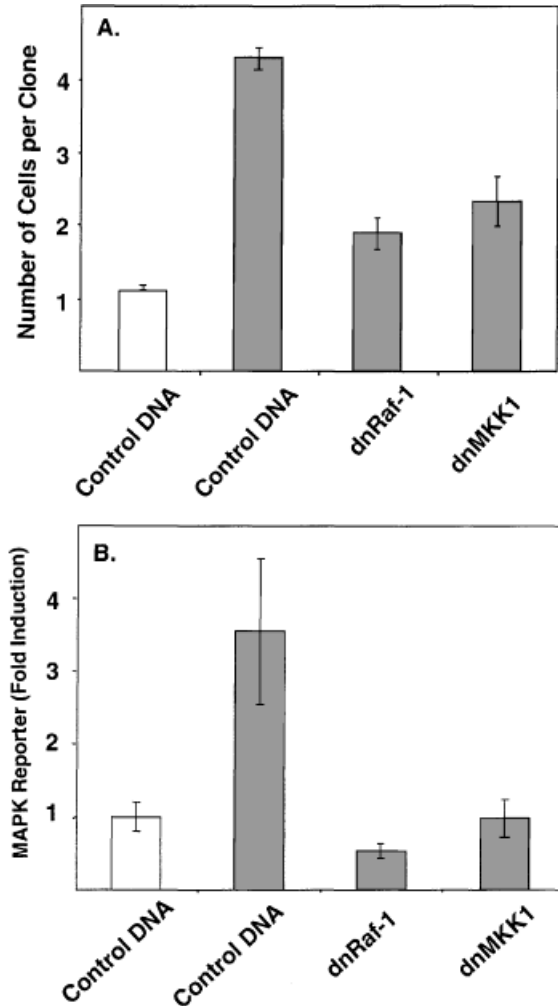 A.
Number of Cells per Clone
4
3
2
1
Control DNA
Control DNA
dnRaf-1
dnMKK1
B.
MAPK Reporter (Fold Induction)
4
3
2
1
Control DNA
Control DNA
dnRaf-1
dnMKK1